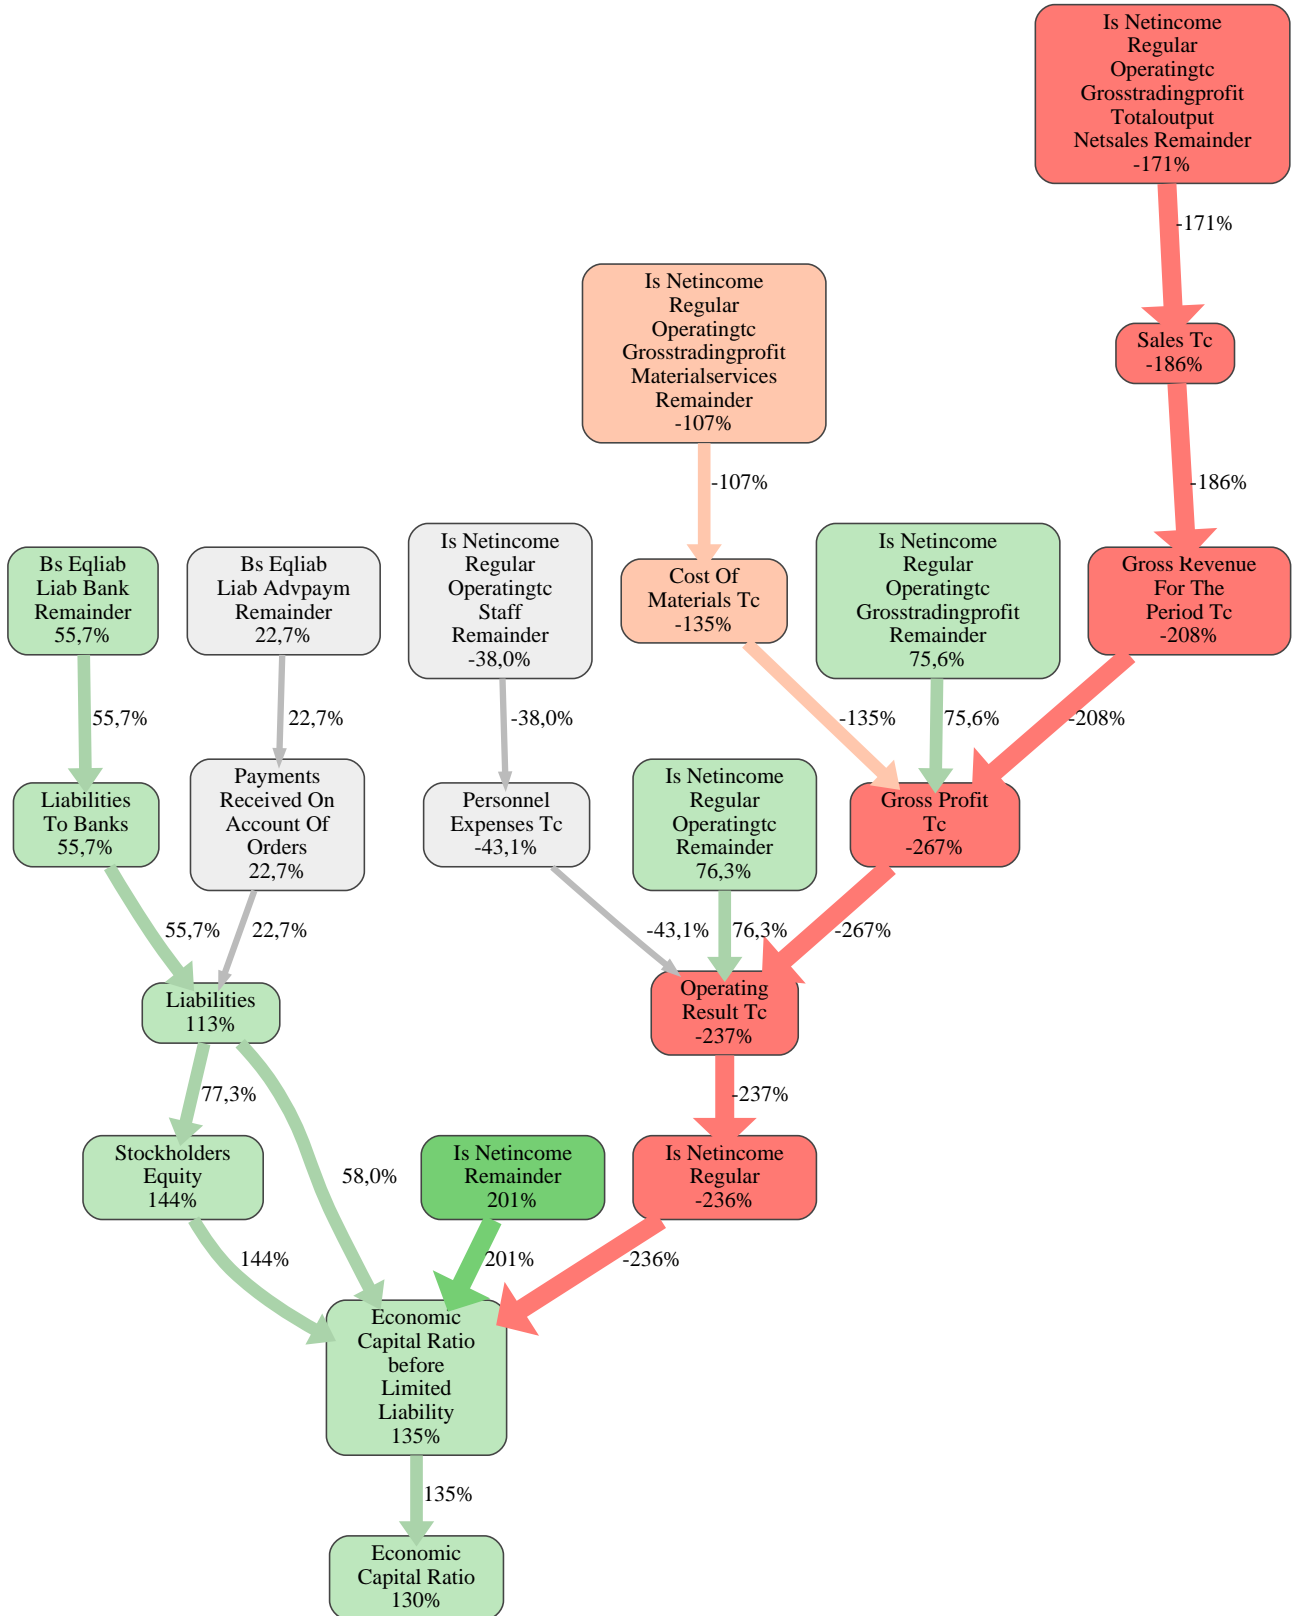 Is Netincome
Regular
Operatingtc
Grosstradingprofit
Totaloutput
Netsales Remainder
-171%
-171%
Is Netincome
Regular
Operatingtc
Grosstradingprofit
Materialservices
Remainder
-107%
Sales Tc
-186%
-107%
-186%
Bs Eqliab
Liab Bank
Remainder
55,7%
Bs Eqliab
Liab Advpaym
Remainder
22,7%
Is Netincome
Regular
Operatingtc
Staff
Remainder
-38,0%
Cost Of
Materials Tc
-135%
Is Netincome
Regular
Operatingtc
Grosstradingprofit
Remainder
75,6%
Gross Revenue
For The
Period Tc
-208%
55,7%
22,7%
-38,0%
-135%
75,6%
-208%
Liabilities
To Banks
55,7%
Payments
Received On
Account Of
Orders
22,7%
Personnel
Expenses Tc
-43,1%
Is Netincome
Regular
Operatingtc
Remainder
76,3%
Gross Profit
Tc
-267%
55,7%
22,7%
-43,1%
76,3%
-267%
Liabilities
113%
Operating
Result Tc
-237%
77,3%
-237%
Stockholders
Equity
144%
58,0%
Is Netincome
Remainder
201%
Is Netincome
Regular
-236%
144%
201%
-236%
Economic
Capital Ratio
before
Limited
Liability
135%
135%
Economic
Capital Ratio
130%